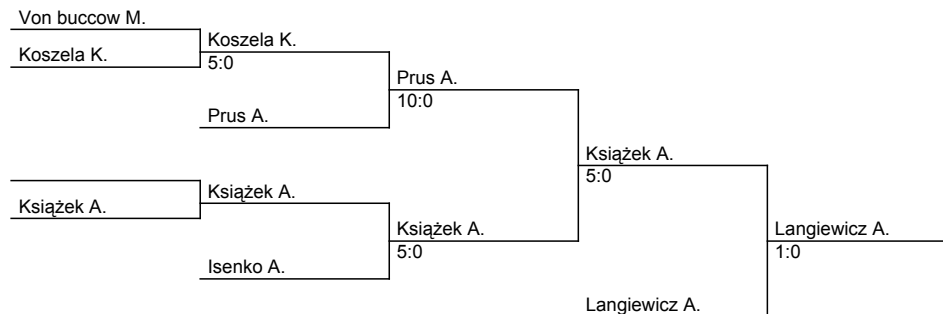 Von buccow M.
Koszela K.
Koszela K.
5:0
Prus A.
Prus A.
10:0
Książek A.
Książek A.
Isenko A.
Książek A.
5:0
Książek A.
5:0
Langiewicz A.
Langiewicz A.
1:0